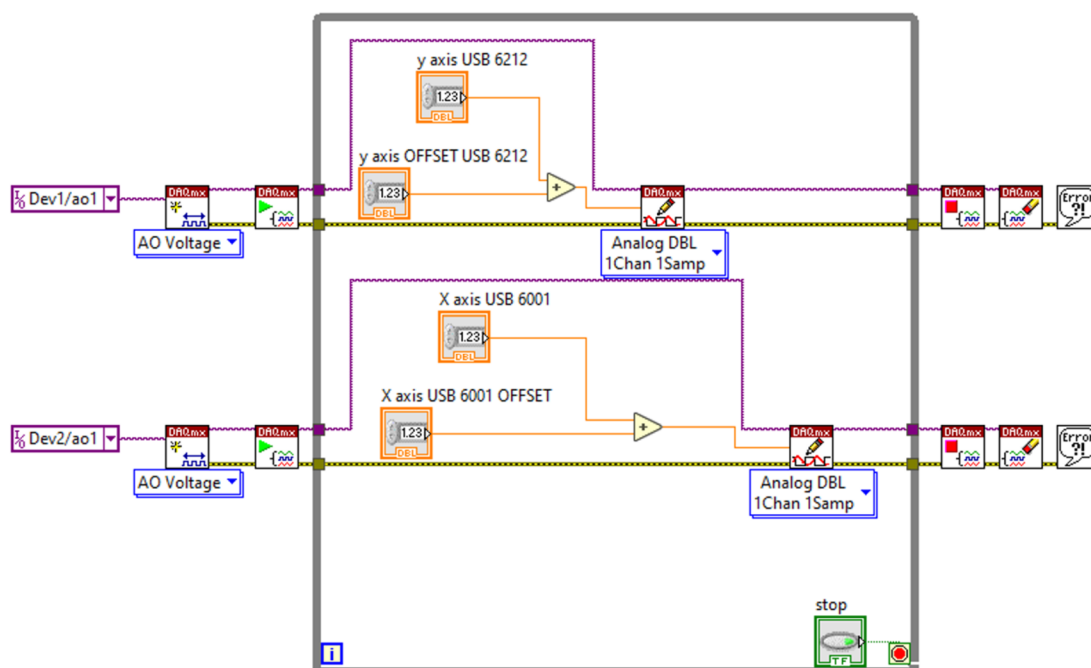 y axis USB 6212
1.23
DBL
y axis OFFSET USB 6212
1.23
DBL
I/O Dev1/ao1
DAQmx
DAQmx
+
DAQmx
DAQmx
DAQmx
Error
?!
AO Voltage
Analog DBL
1Chan 1Samp
X axis USB 6001
1.23
DBL
X axis USB 6001 OFFSET
1.23
DBL
I/O Dev2/ao1
DAQmx
DAQmx
+
DAQmx
DAQmx
DAQmx
Error
?!
AO Voltage
Analog DBL
1Chan 1Samp
stop
TF
i